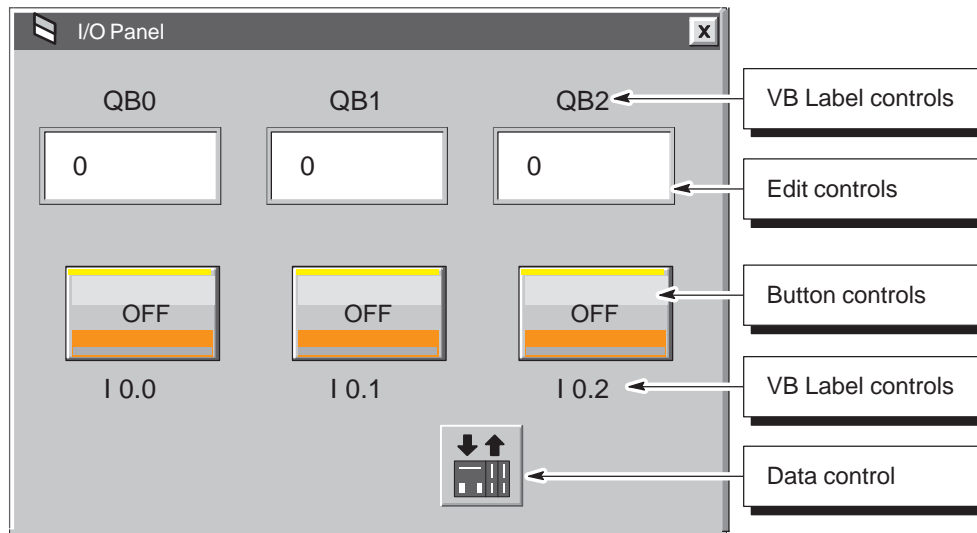 I/O Panel
X
QB0 QB1 QB2
VB Label controls
0 0 0
Edit controls
OFF OFF OFF
Button controls
I 0.0 I 0.1 I 0.2
VB Label controls
Data control